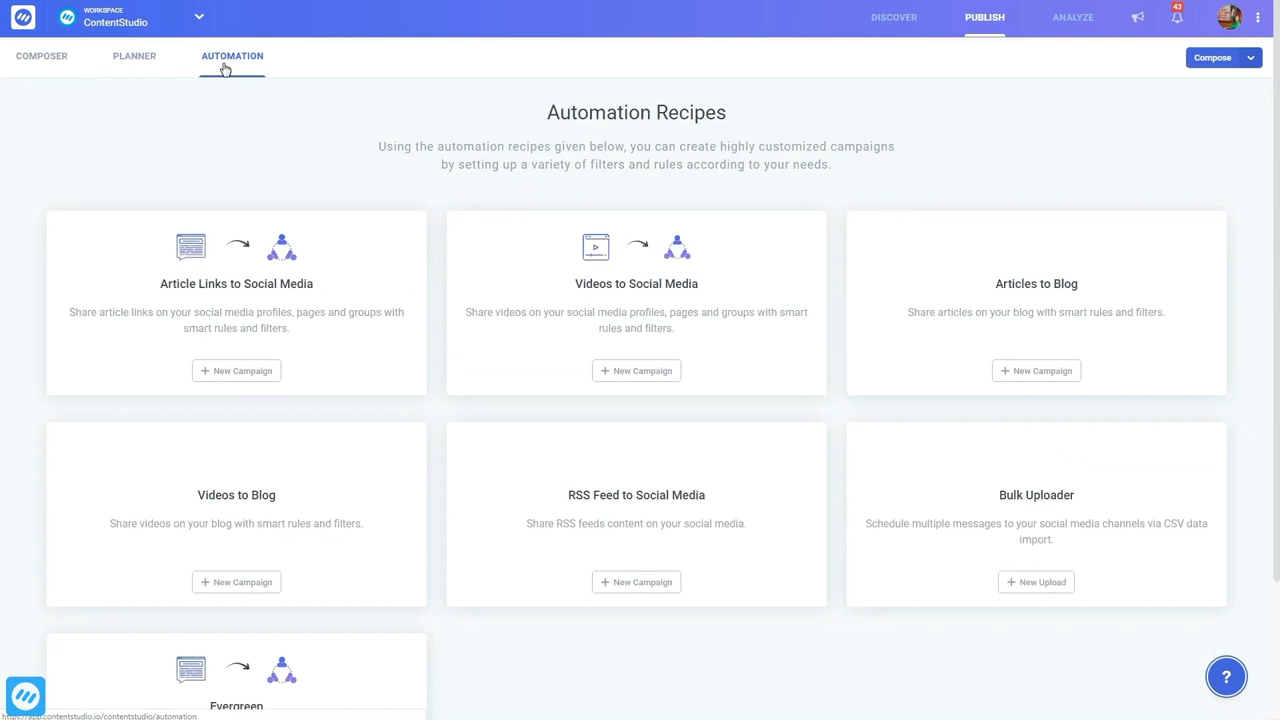 WORKSPACE
ContentStudio
DISCOVER
PUBLISH
ANALYZE
43
COMPOSER
PLANNER
AUTOMATION
Compose
Automation Recipes
Using the automation recipes given below, you can create highly customized campaigns
by setting up a variety of filters and rules according to your needs.
Article Links to Social Media
Share article links on your social media profiles, pages and groups with
smart rules and filters.
+ New Campaign
Videos to Social Media
Share videos on your social media profiles, pages and groups with smart
rules and filters.
+ New Campaign
Articles to Blog
Share articles on your blog with smart rules and filters.
+ New Campaign
Videos to Blog
Share videos on your blog with smart rules and filters.
+ New Campaign
RSS Feed to Social Media
Share RSS feeds content on your social media.
+ New Campaign
Bulk Uploader
Schedule multiple messages to your social media channels via CSV data
import.
+ New Upload
Evergreen
?
https://app.contentstudio.io/contentstudio/automation